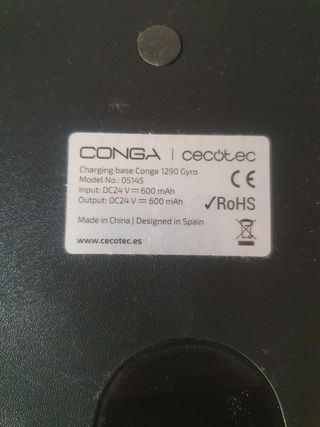 CONGA | cecotec
Charging base Conga 1290 Gyro
Model No.: 05145
Input: DC24 V ⎓ 600 mAh
Output: DC24 V ⎓ 600 mAh
CE
✓RoHS
Made in China | Designed in Spain
www.cecotec.es